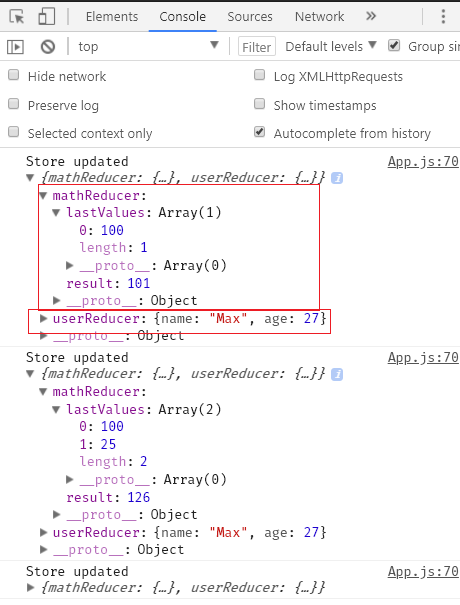 Elements Console Sources Network »
top Filter Default levels Group sin
Hide network Log XMLHttpRequests
Preserve log Show timestamps
Selected context only Autocomplete from history
Store updated App.js:70
▼ {mathReducer: {…}, userReducer: {…}} i
▼ mathReducer:
▼ lastValues: Array(1)
0: 100
length: 1
▶ __proto__: Array(0)
result: 101
▶ __proto__: Object
▶ userReducer: {name: "Max", age: 27}
▶ __proto__: Object
Store updated App.js:70
▼ {mathReducer: {…}, userReducer: {…}} i
▼ mathReducer:
▼ lastValues: Array(2)
0: 100
1: 25
length: 2
▶ __proto__: Array(0)
result: 126
▶ __proto__: Object
▶ userReducer: {name: "Max", age: 27}
▶ __proto__: Object
Store updated App.js:70
▶ {mathReducer: {…}, userReducer: {…}}